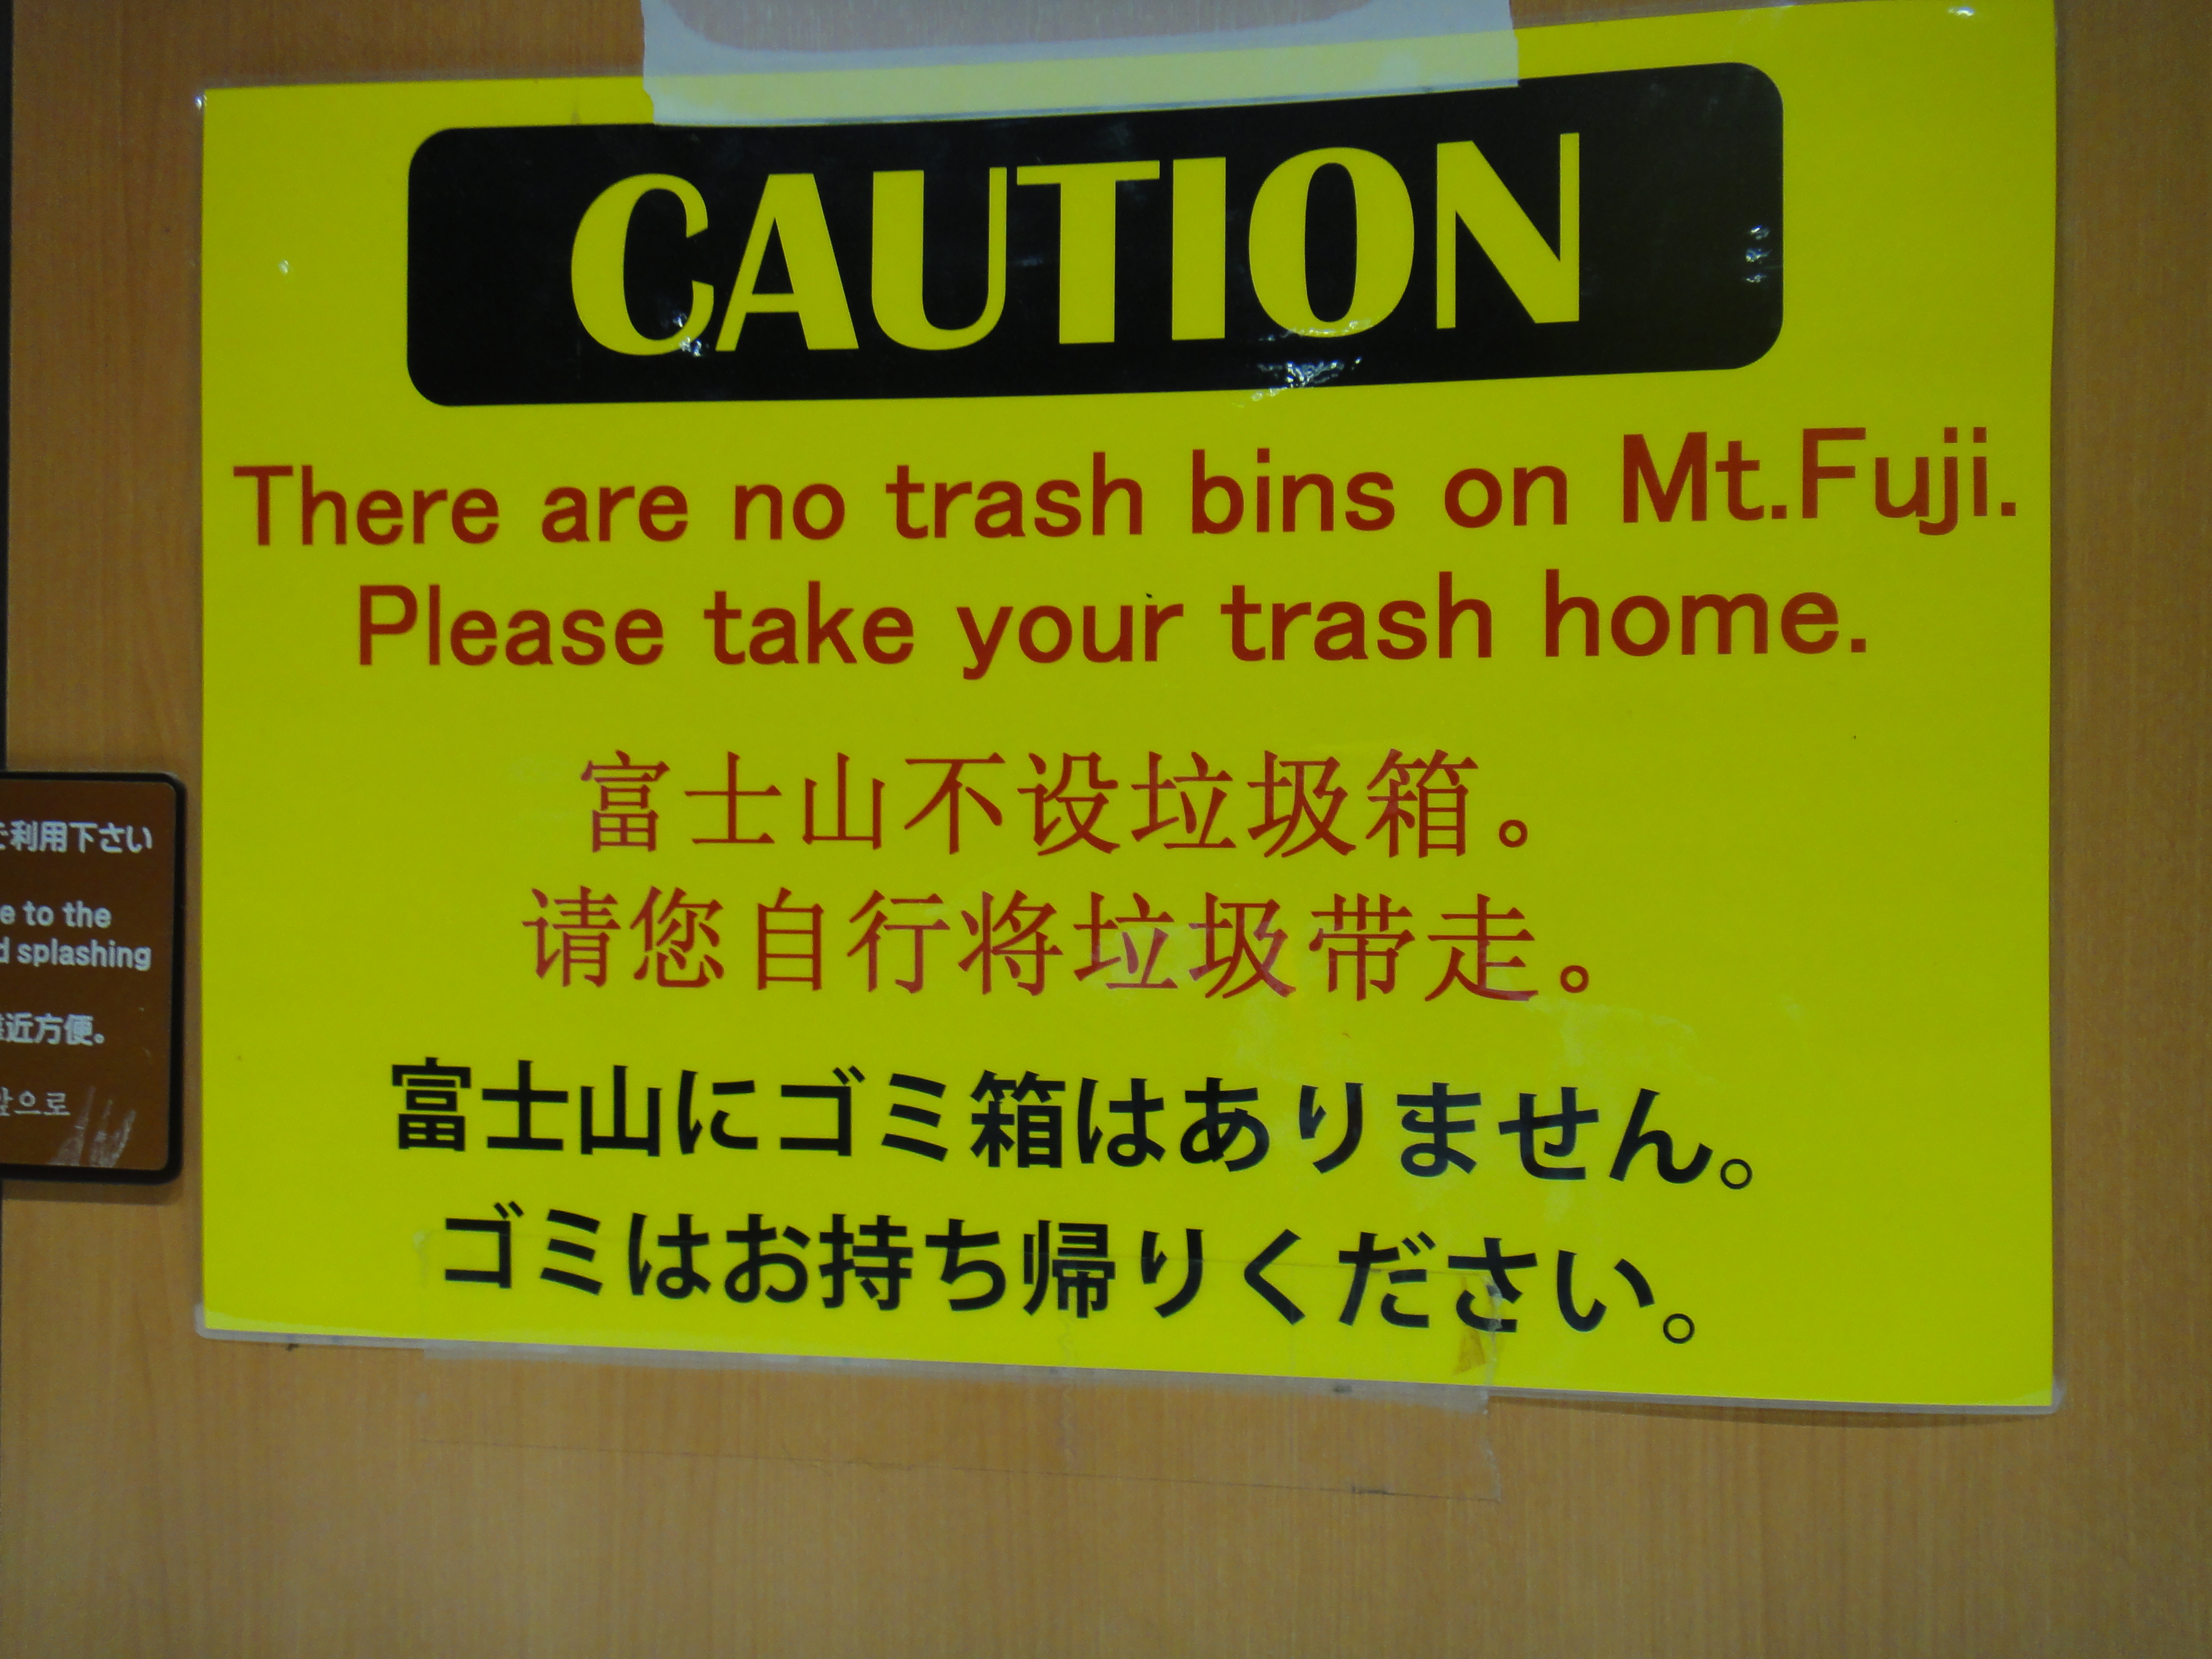 CAUTION
There are no trash bins on Mt.Fuji.
Please take your trash home.
富士山不设垃圾箱。
请您自行将垃圾带走。
富士山にゴミ箱はありません。
ゴミはお持ち帰りください。
利用下さい
e to the
d splashing
近方便。
앞으로